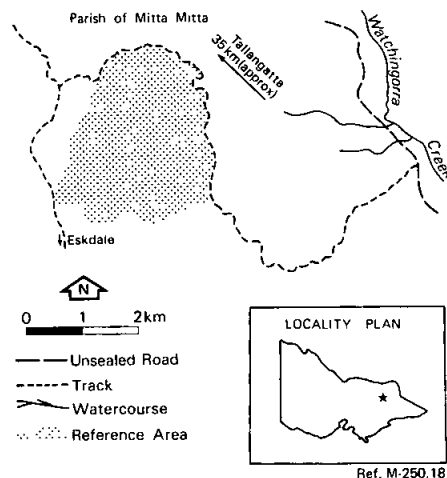 Parish of Mitta Mitta
Tallangatta
35 km (approx)
Watchingorra
Creek
Eskdale
N
0 1 2 km
Unsealed Road
Track
Watercourse
Reference Area
LOCALITY PLAN
Ref. M-250.18